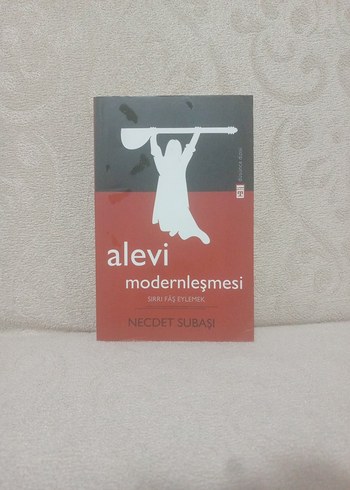 alevi
modernleşmesi
SIRRI FÂŞ EYLEMEK
NECDET SUBAŞI